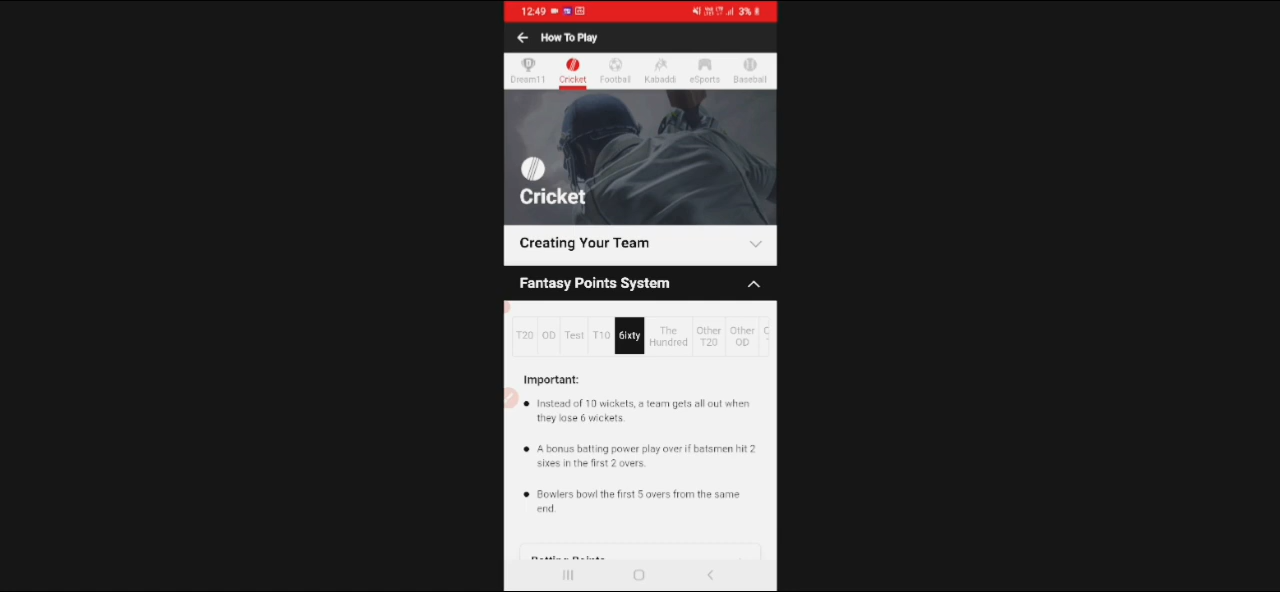 12:49 3%
How To Play
Dream11 Cricket Football Kabaddi eSports Baseball
Cricket
Creating Your Team
Fantasy Points System
T20 OD Test T10 6ixty The Hundred Other T20 Other OD
Important:
Instead of 10 wickets, a team gets all out when
they lose 6 wickets.
A bonus batting power play over if batsmen hit 2
sixes in the first 2 overs.
Bowlers bowl the first 5 overs from the same
end.
Batting Points